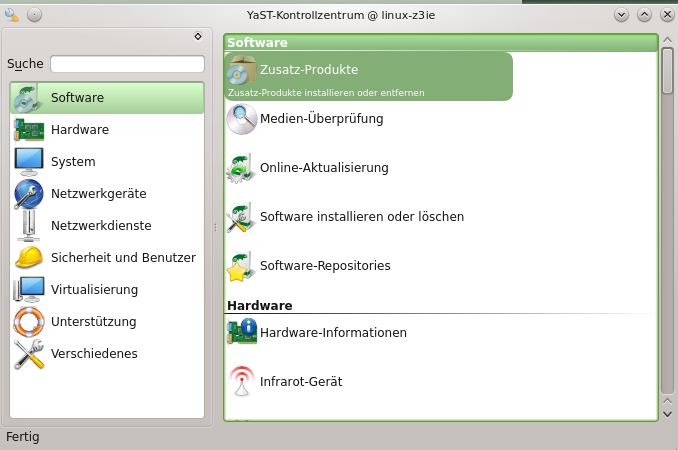 YaST-Kontrollzentrum @ linux-z3ie
Suche
Software
Hardware
System
Netzwerkgeräte
Netzwerkdienste
Sicherheit und Benutzer
Virtualisierung
Unterstützung
Verschiedenes
Software
Zusatz-Produkte
Zusatz-Produkte installieren oder entfernen
Medien-Überprüfung
Online-Aktualisierung
Software installieren oder löschen
Software-Repositories
Hardware
Hardware-Informationen
Infrarot-Gerät
Fertig